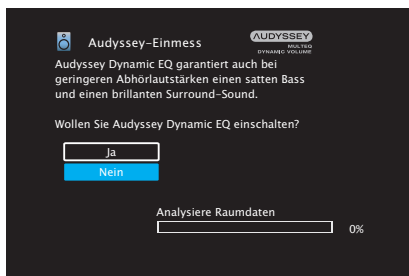 Audyssey-Einmess
AUDYSSEY
MULTEQ
DYNAMIC VOLUME
Audyssey Dynamic EQ garantiert auch bei
geringeren Abhörlautstärken einen satten Bass
und einen brillanten Surround-Sound.
Wollen Sie Audyssey Dynamic EQ einschalten?
Ja
Nein
Analysiere Raumdaten
0%